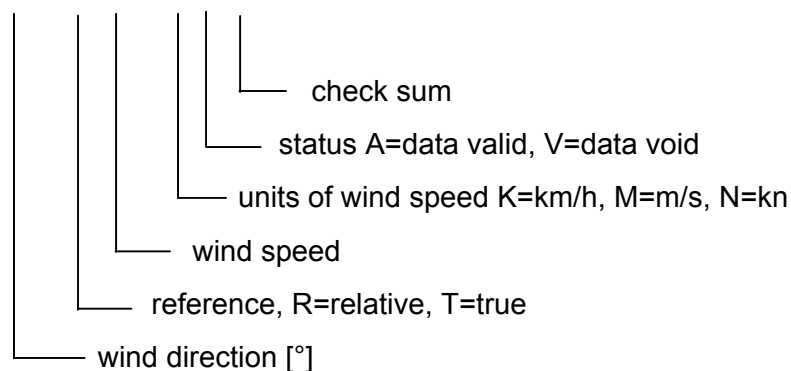 check sum
status A=data valid, V=data void
units of wind speed K=km/h, M=m/s, N=kn
wind speed
reference, R=relative, T=true
wind direction [°]